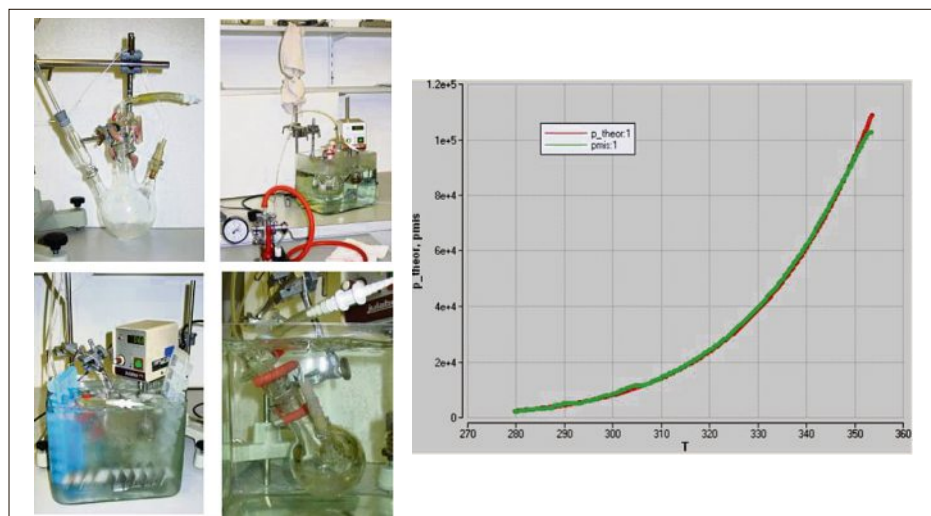 1.2e+5
1e+5
8e+4
6e+4
4e+4
2e+4
0
270
280
290
300
310
320
330
340
350
360
T
p_theor, pmis
p_theor:1
pmis:1